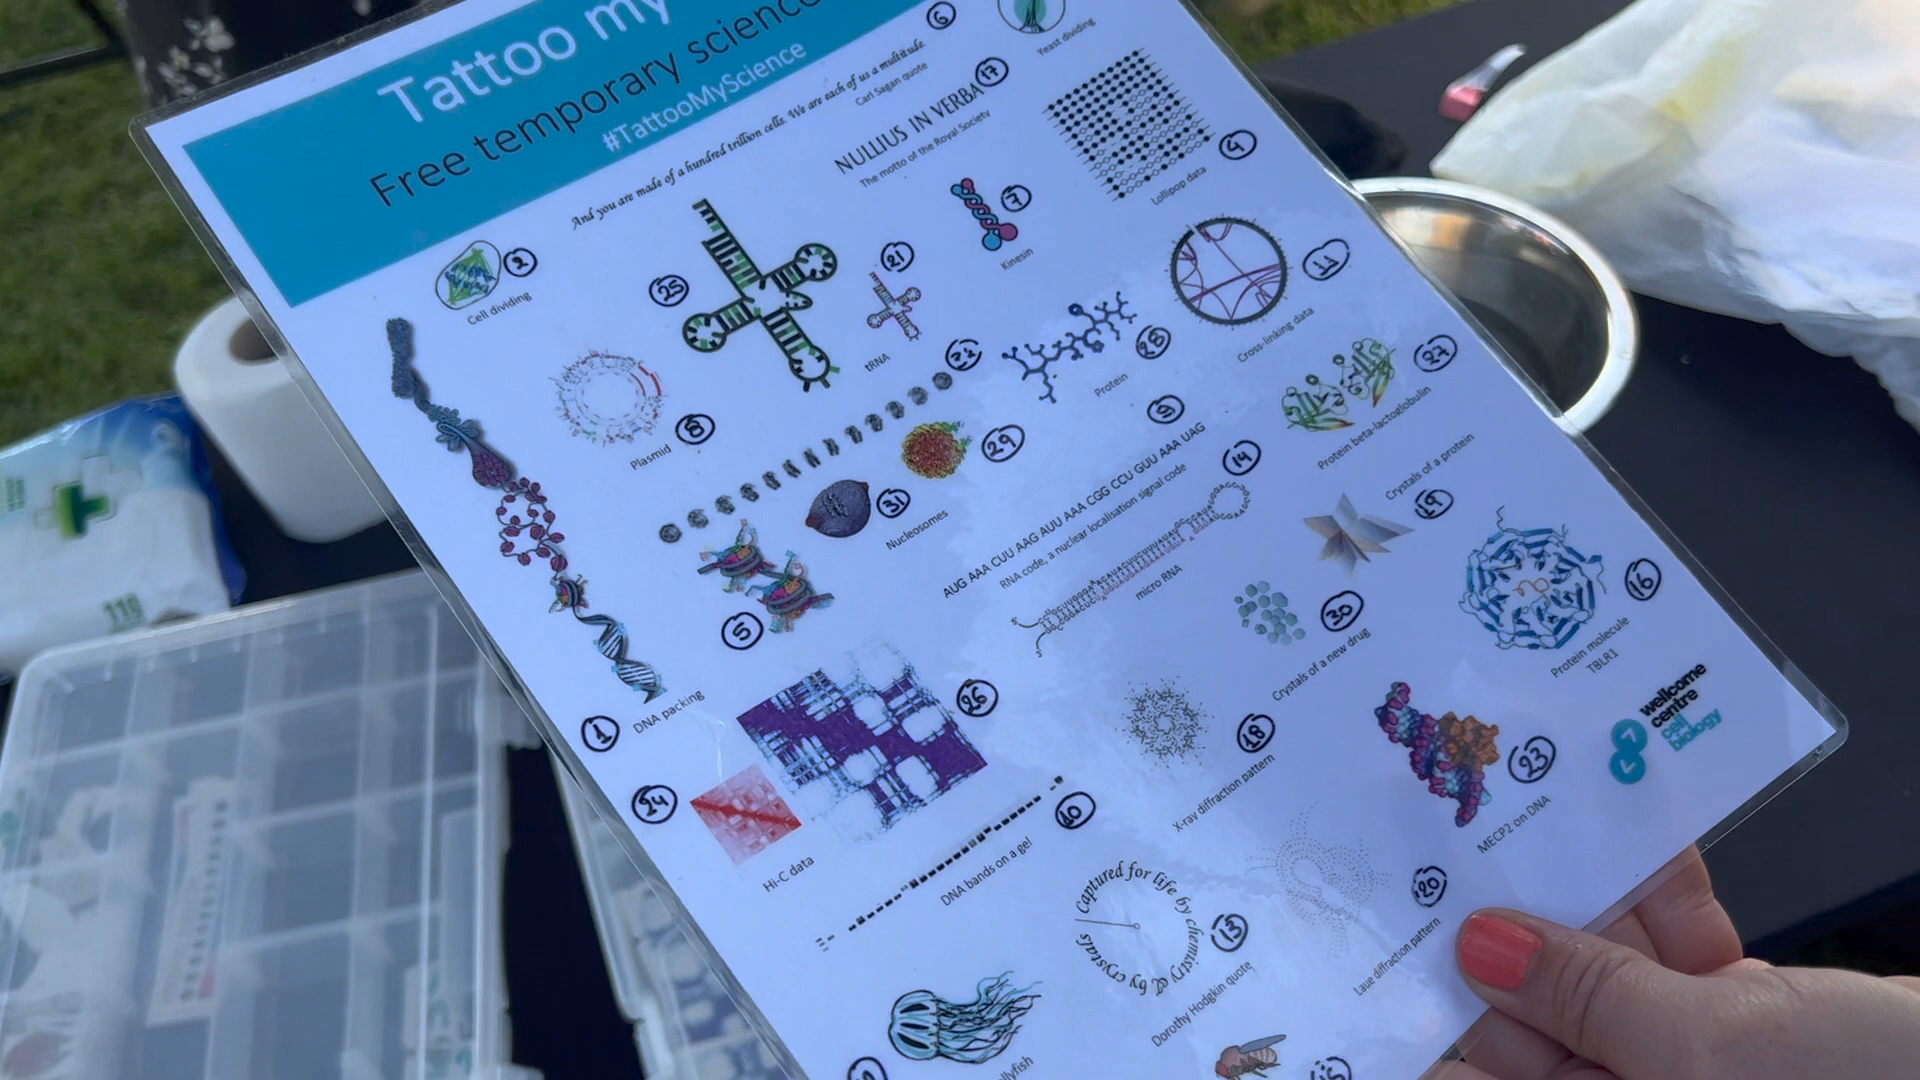 Tattoo my
Free temporary science
#TattooMyScience
And you are made of a hundred trillion cells. We are each of us a multitude.
Carl Sagan quote
6
Yeast dividing
NULLIUS IN VERBA
The motto of the Royal Society
17
Lollipop data
Cell dividing
2
25
21
tRNA
7
Kinesin
11
Cross-linking data
Plasmid
8
22
Protein
28
Protein beta-lactoglobulin
27
29
31
Nucleosomes
5
AUG AAA CUU AAG AUU AAA CGG CCU GUU AAA UAG
RNA code, a nuclear localisation signal code
14
micro RNA
Crystals of a protein
19
30
Crystals of a new drug
16
Protein molecule
TBLR1
1
DNA packing
26
24
Hi-C data
10
DNA bands on a gel
18
X-ray diffraction pattern
23
MECP2 on DNA
wellcome
centre
cell
biology
Captured for life by chemistry & by crystals
13
Dorothy Hodgkin quote
20
Laue diffraction pattern
15
110